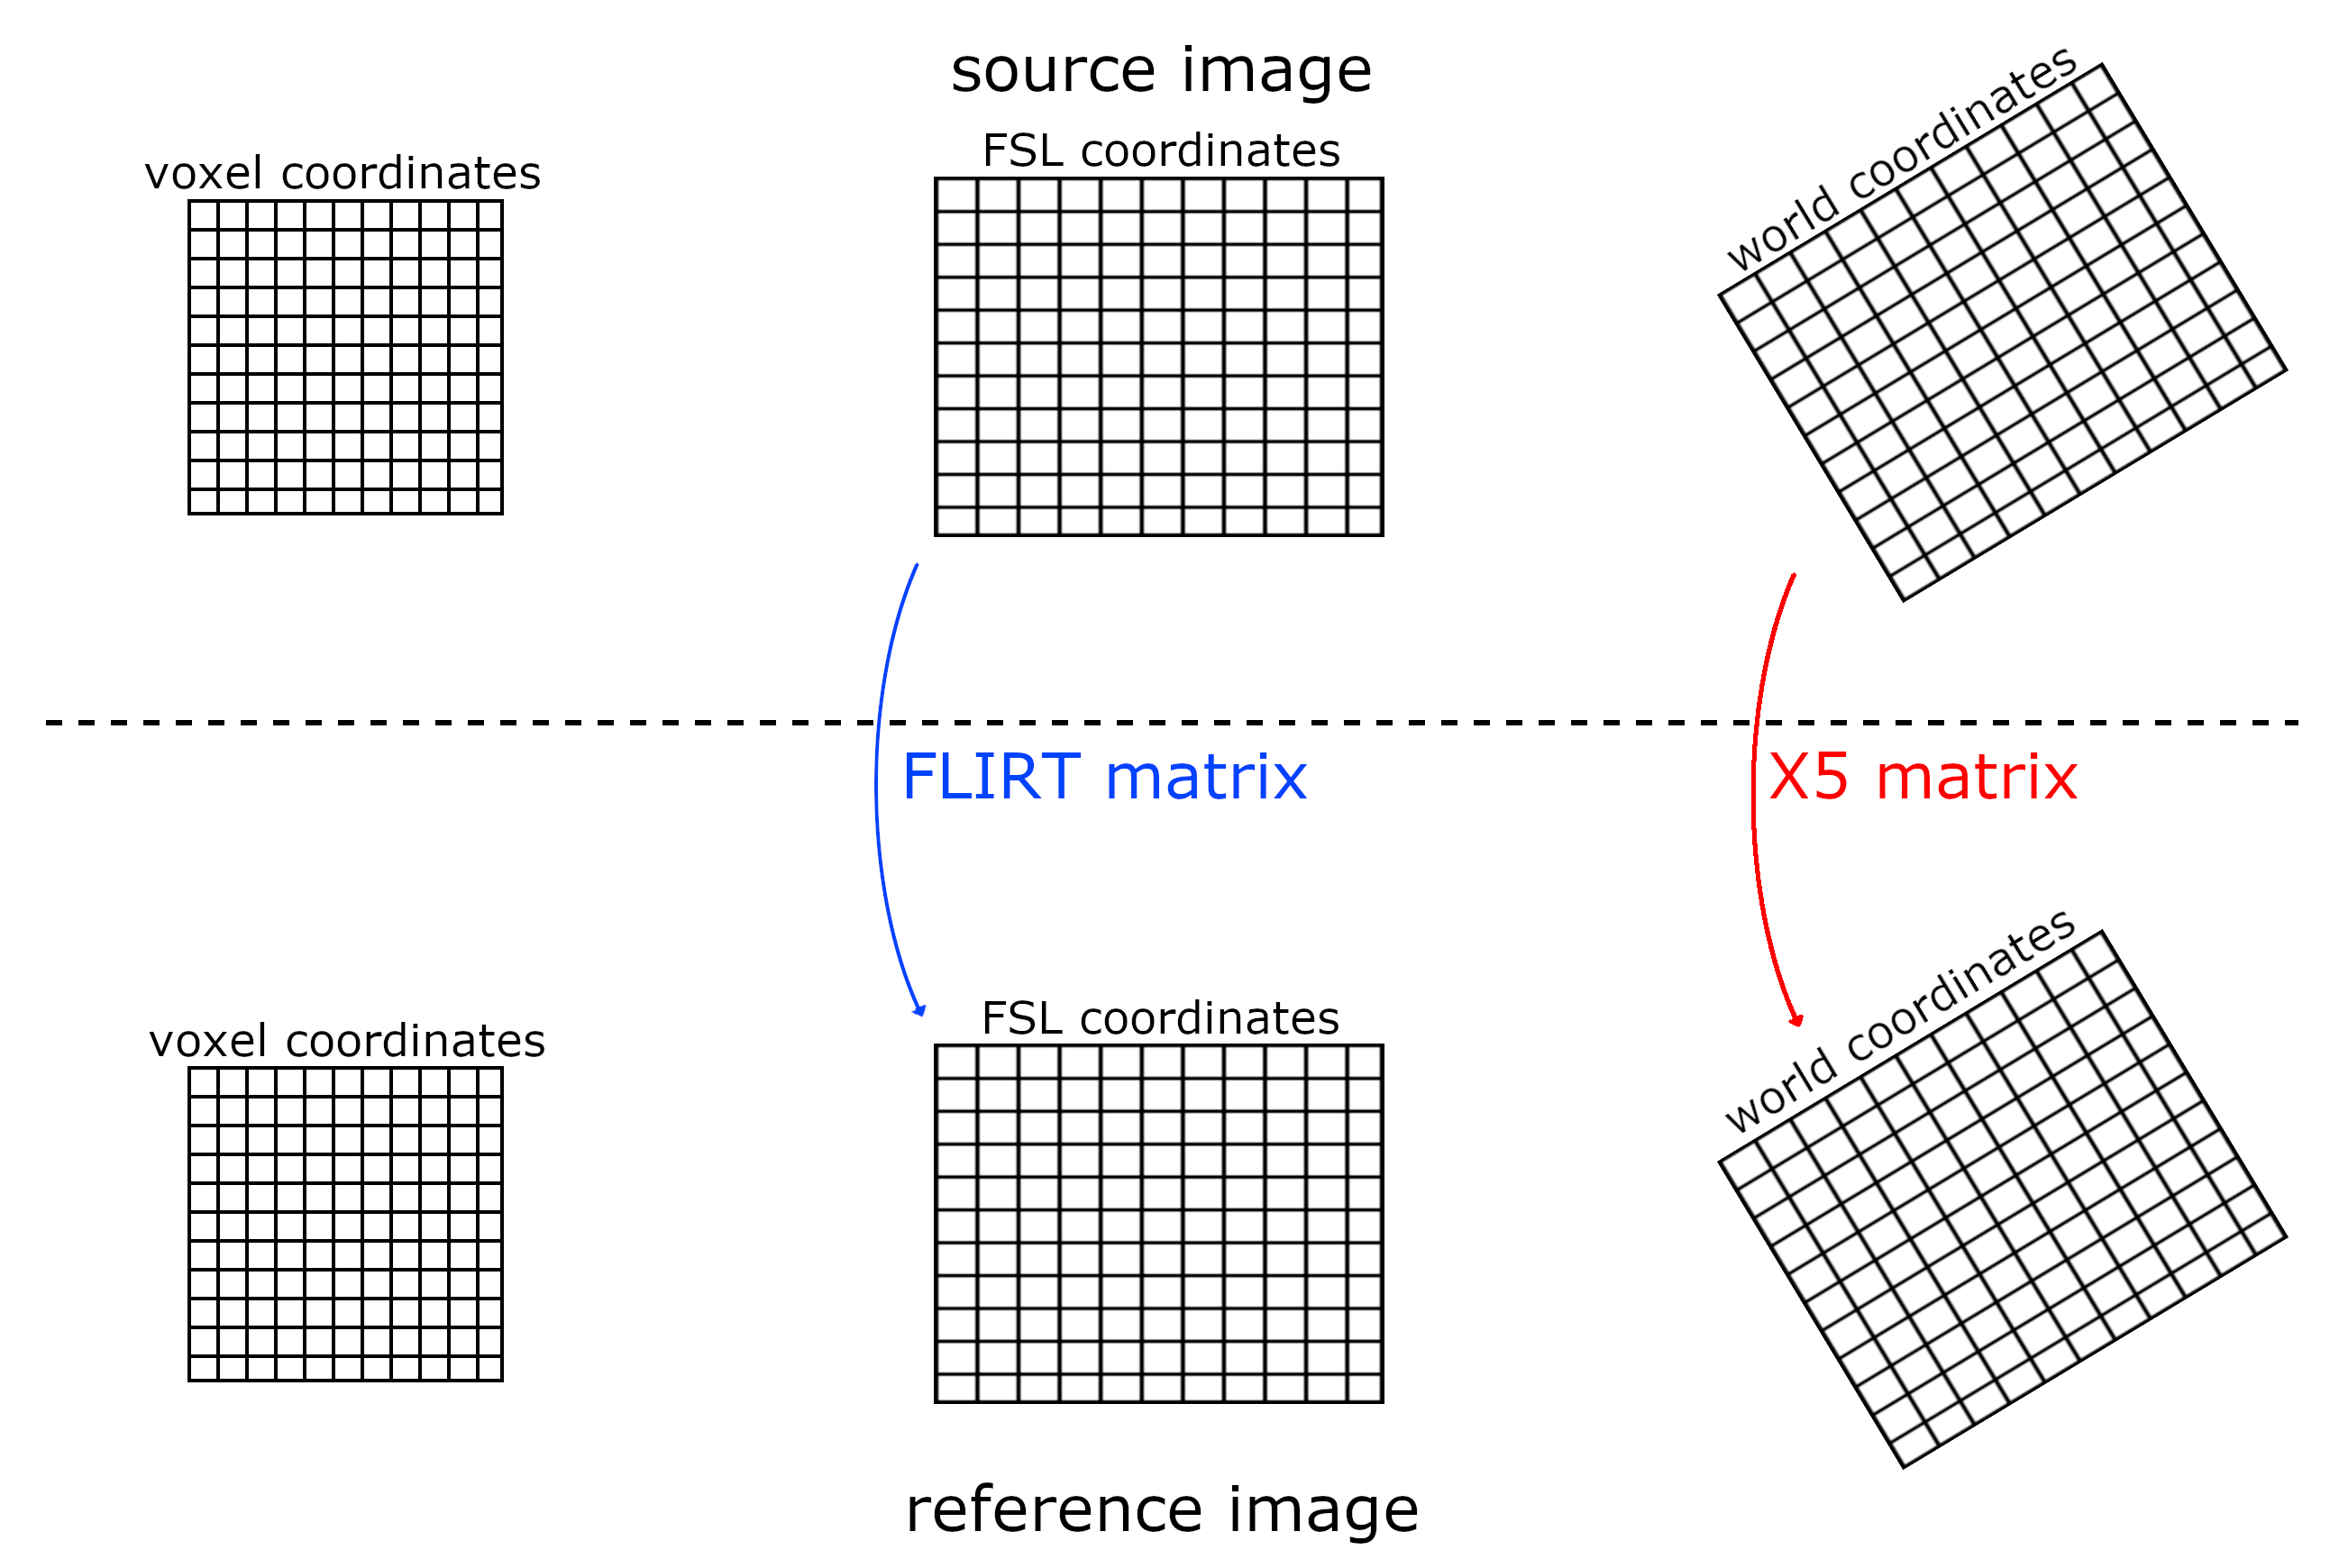 source image
voxel coordinates
FSL coordinates
world coordinates
FLIRT matrix
X5 matrix
voxel coordinates
FSL coordinates
world coordinates
reference image